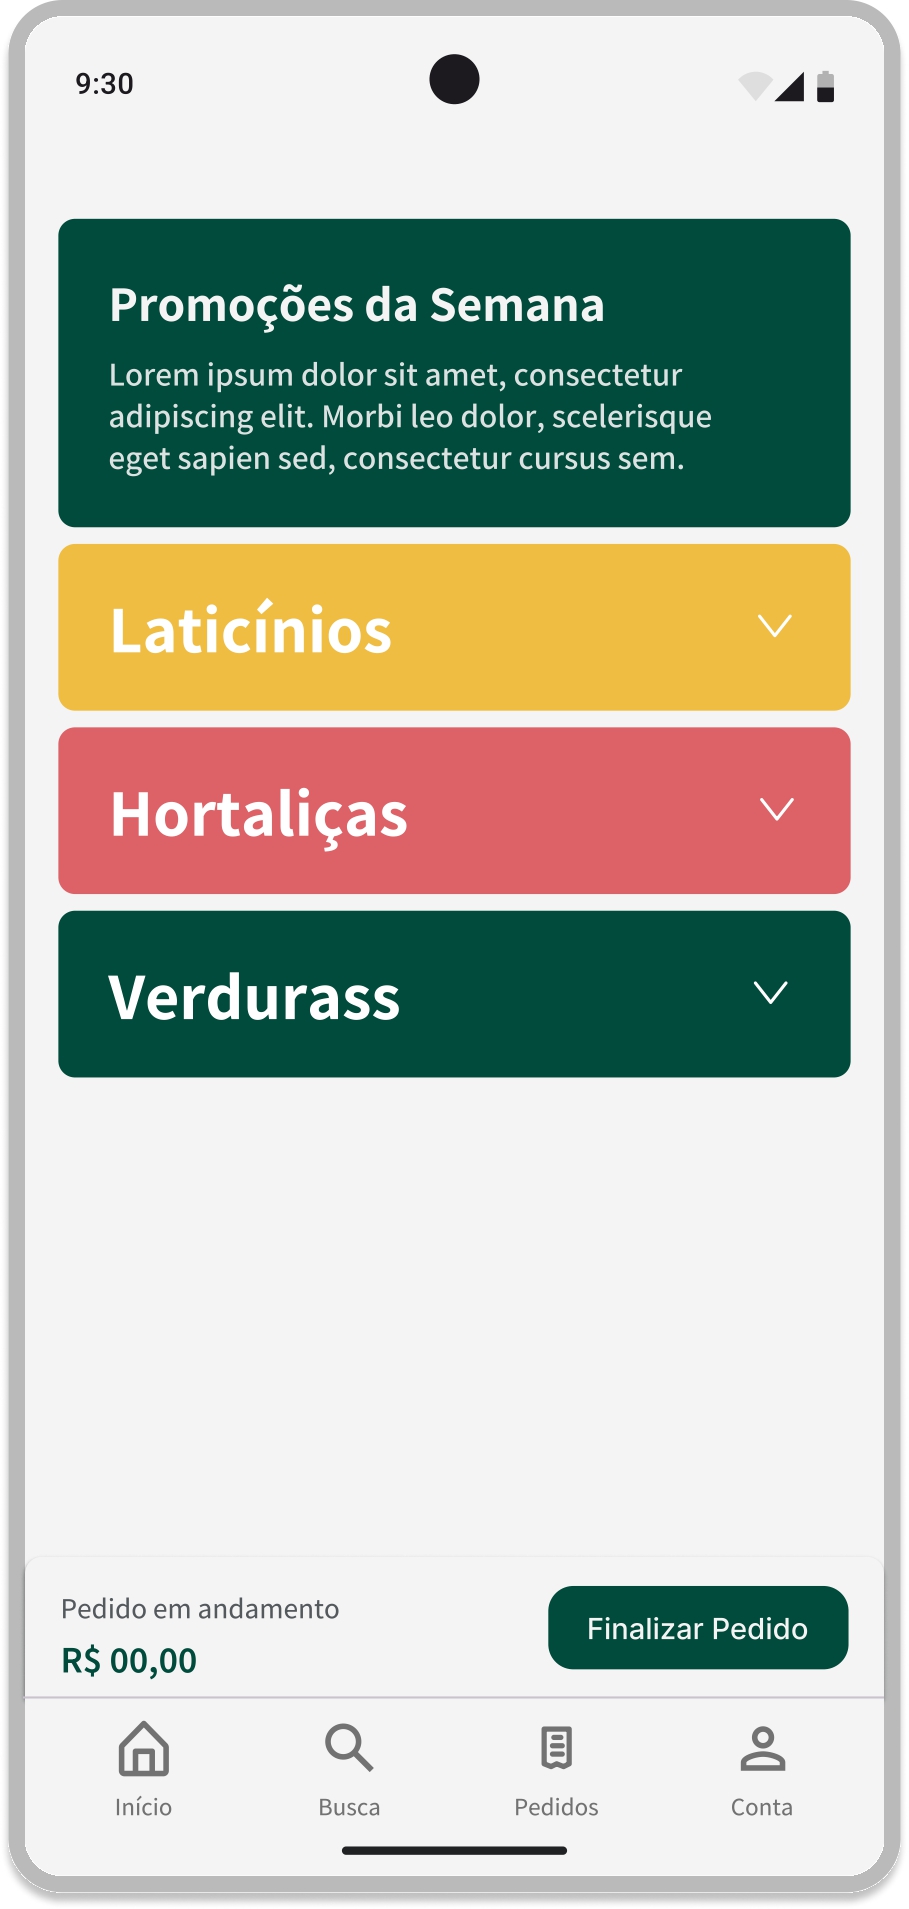 9:30
Promoções da Semana
Lorem ipsum dolor sit amet, consectetur
adipiscing elit. Morbi leo dolor, scelerisque
eget sapien sed, consectetur cursus sem.
Laticínios
Hortaliças
Verdurass
Pedido em andamento
R$ 00,00
Finalizar Pedido
Início
Busca
Pedidos
Conta